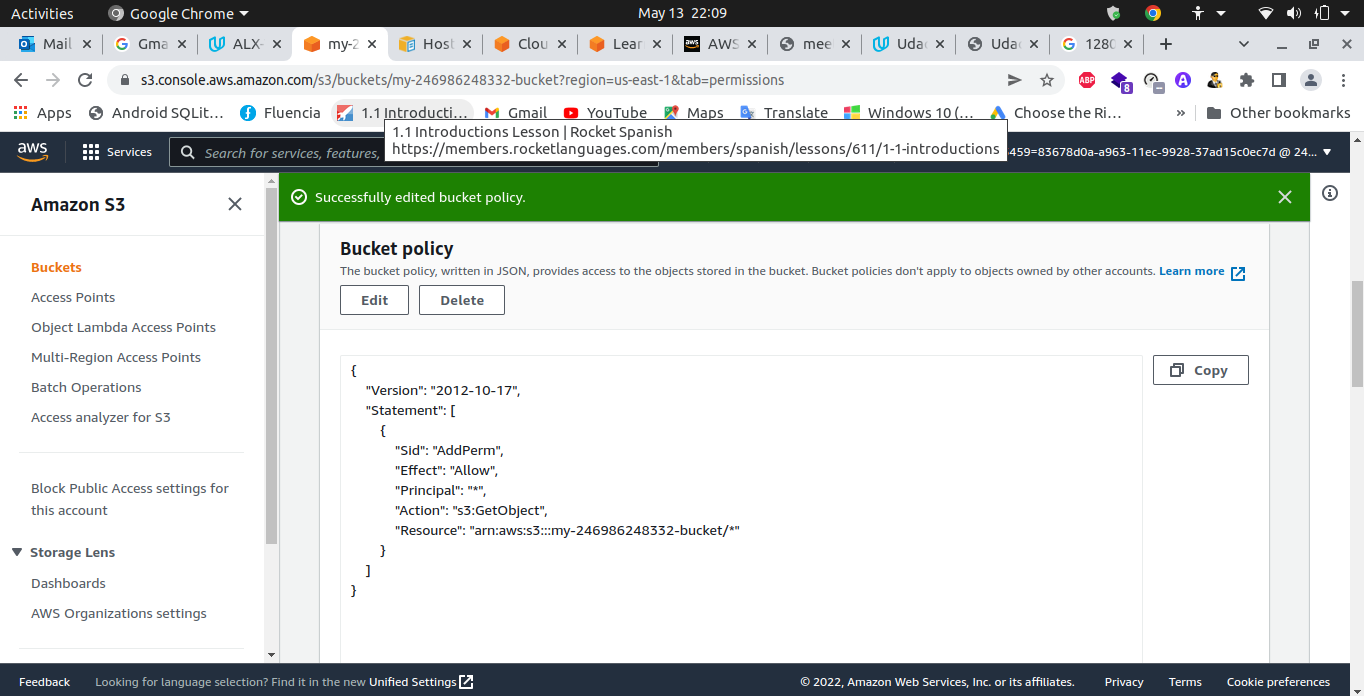 Activities Google Chrome May 13 22:09
Mail Gma ALX- my-2 Host Clou Lear AWS mee Uda Uda 1280
s3.console.aws.amazon.com/s3/buckets/my-246986248332-bucket?region=us-east-1&tab=permissions
ABP 8 A
Apps Android SQLit... Fluencia 1.1 Introducti... Gmail YouTube Maps Translate Windows 10 (... Choose the Ri... » Other bookmarks
1.1 Introductions Lesson | Rocket Spanish
https://members.rocketlanguages.com/members/spanish/lessons/611/1-1-introductions
aws Services Search for services, features, 459=83678d0a-a963-11ec-9928-37ad15c0ec7d @ 24...
Amazon S3
Successfully edited bucket policy.
Buckets
Access Points
Object Lambda Access Points
Multi-Region Access Points
Batch Operations
Access analyzer for S3
Block Public Access settings for
this account
Storage Lens
Dashboards
AWS Organizations settings
Bucket policy
The bucket policy, written in JSON, provides access to the objects stored in the bucket. Bucket policies don't apply to objects owned by other accounts. Learn more
Edit Delete
Copy
{
"Version": "2012-10-17",
"Statement": [
{
"Sid": "AddPerm",
"Effect": "Allow",
"Principal": "*",
"Action": "s3:GetObject",
"Resource": "arn:aws:s3:::my-246986248332-bucket/*"
}
]
}
Feedback Looking for language selection? Find it in the new Unified Settings © 2022, Amazon Web Services, Inc. or its affiliates. Privacy Terms Cookie preferences